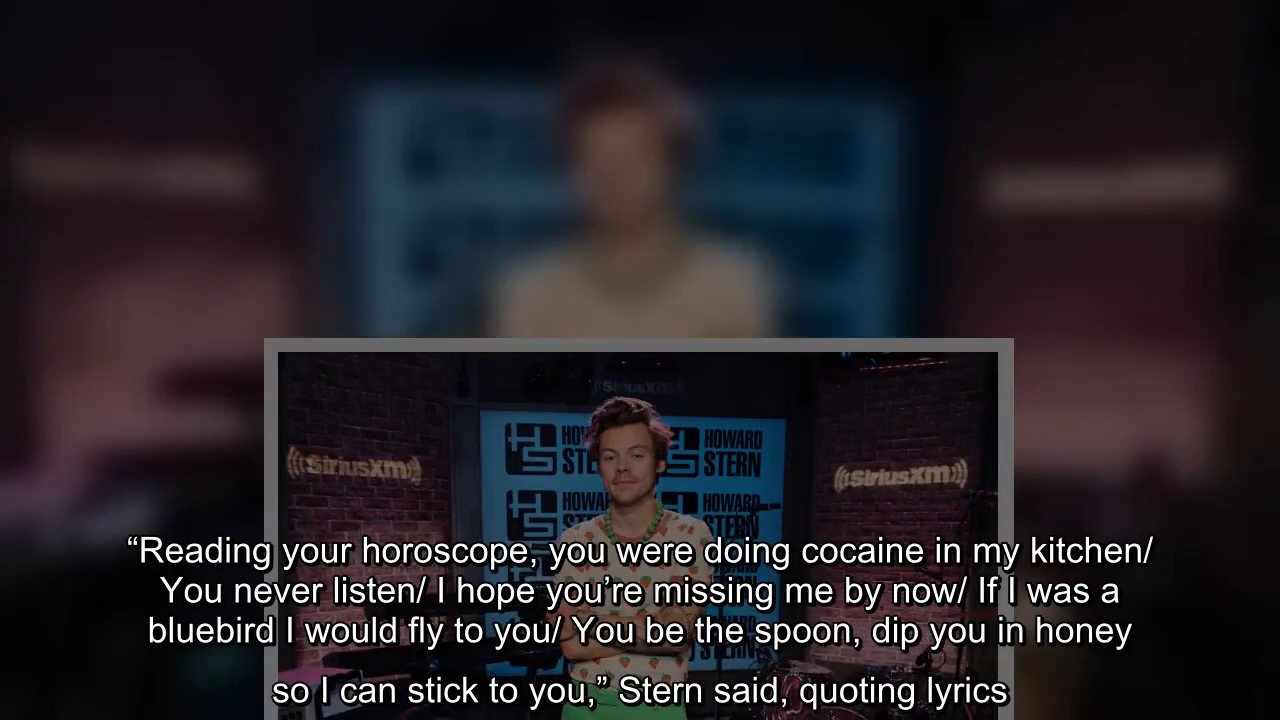 ((SiriusXM))
HOWARD
STERN
((SiriusXM))
((SiriusXM))
“Reading your horoscope, you were doing cocaine in my kitchen/
You never listen/ I hope you’re missing me by now/ If I was a
bluebird I would fly to you/ You be the spoon, dip you in honey
so I can stick to you,” Stern said, quoting lyrics